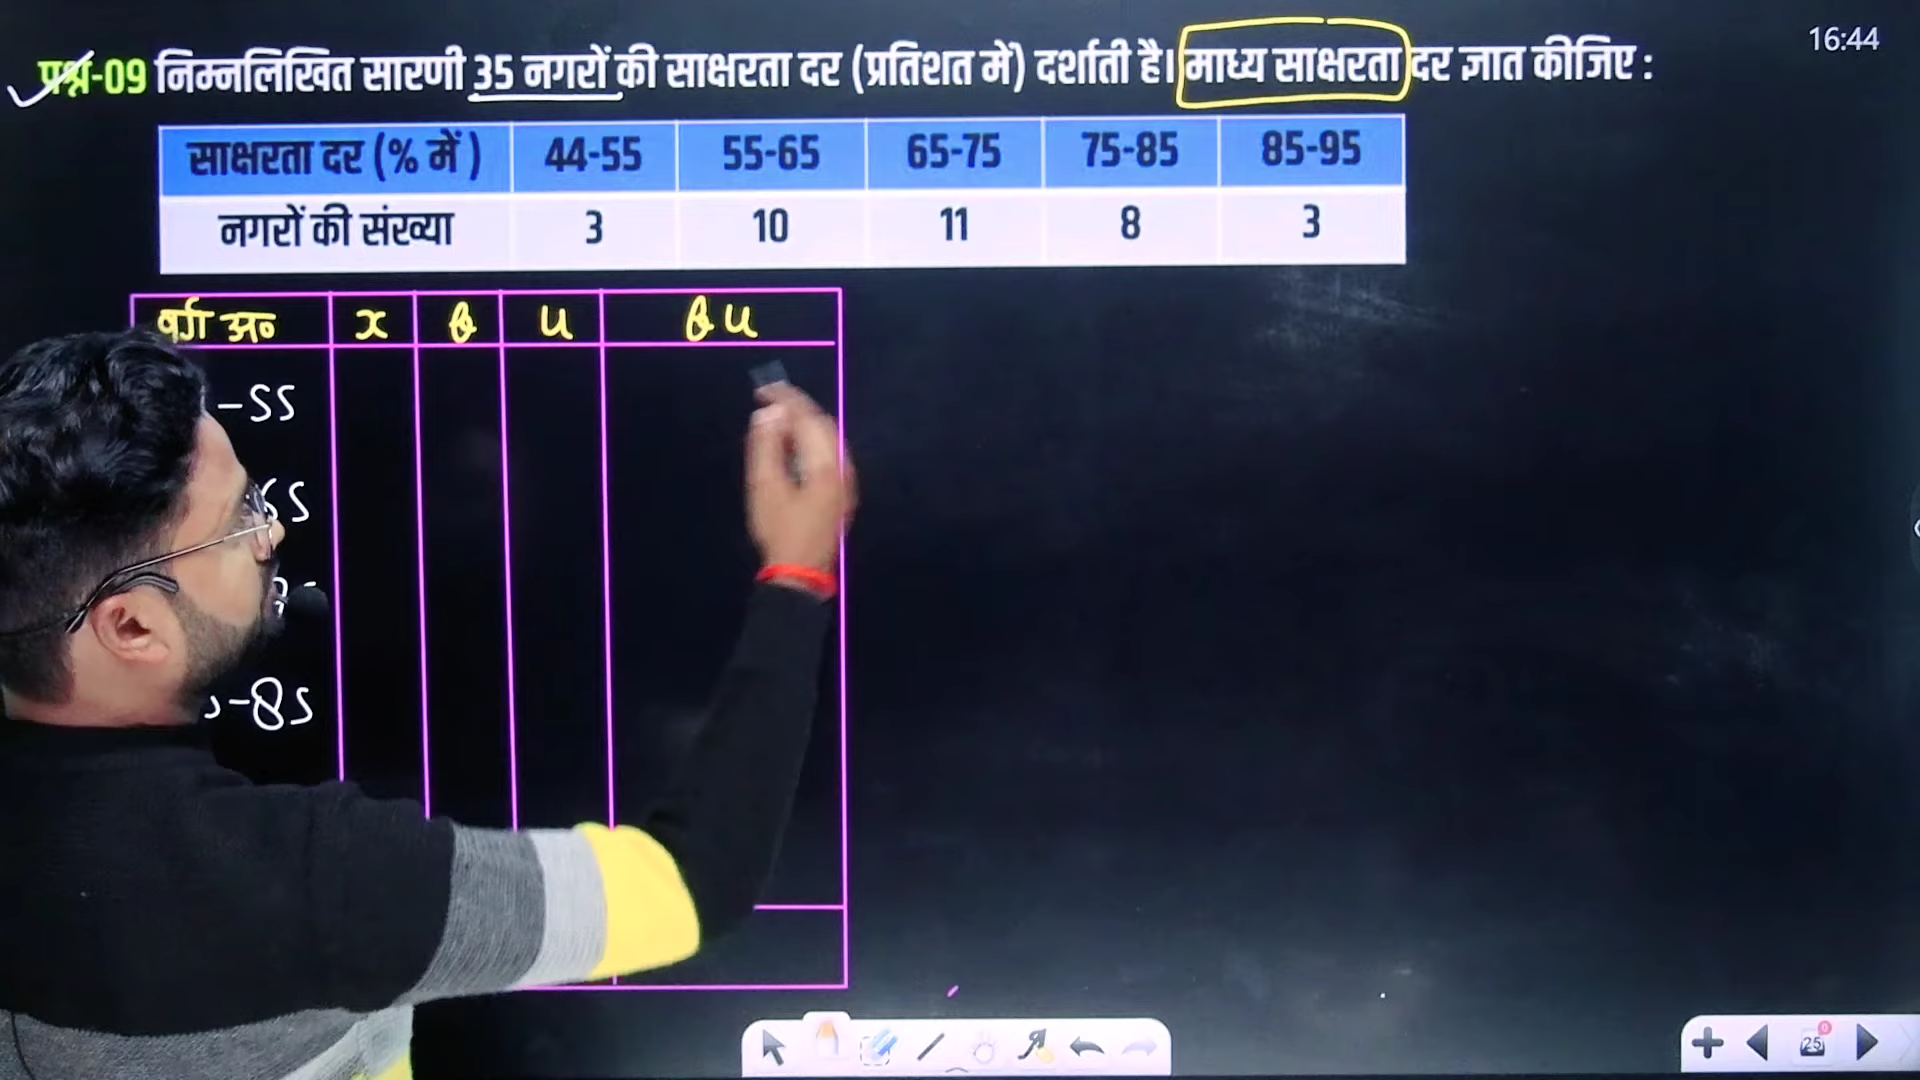 16:44
प्रश्न-09 निम्नलिखित सारणी 35 नगरों की साक्षरता दर (प्रतिशत में) दर्शाती है। माध्य साक्षरता दर ज्ञात कीजिए :
साक्षरता दर (% में ) 44-55 55-65 65-75 75-85 85-95
नगरों की संख्या 3 10 11 8 3
वर्ग अ० x f u fu
-55
65
-85
25